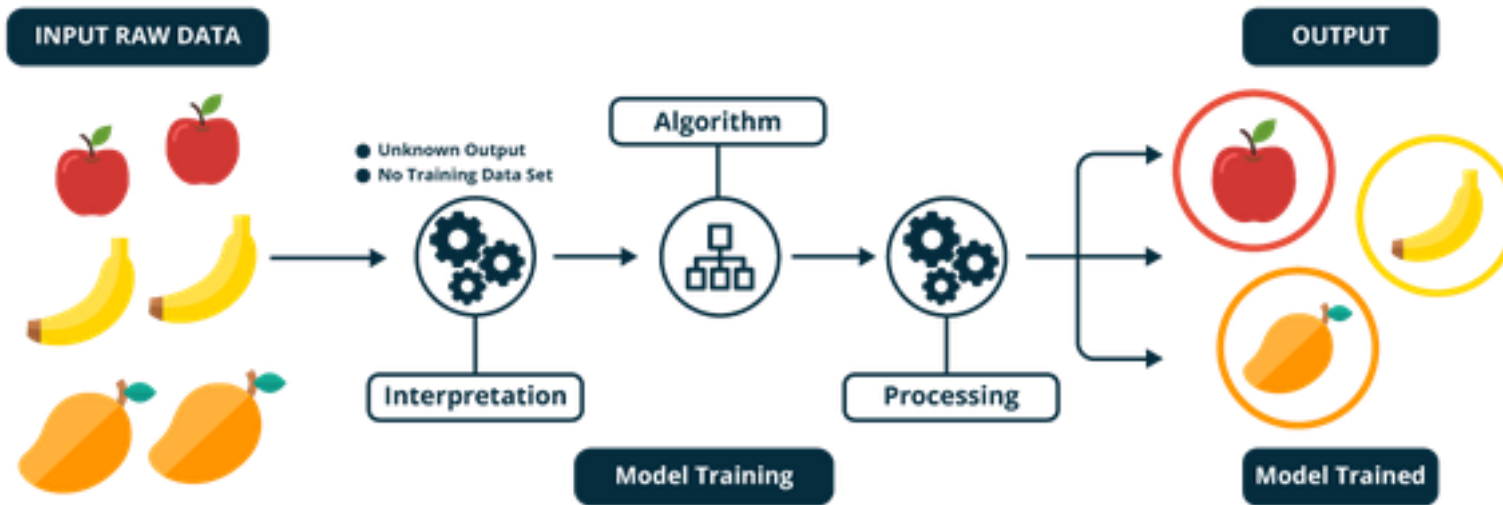 INPUT RAW DATA
OUTPUT
Algorithm
Unknown Output
No Training Data Set
Interpretation
Processing
Model Training
Model Trained